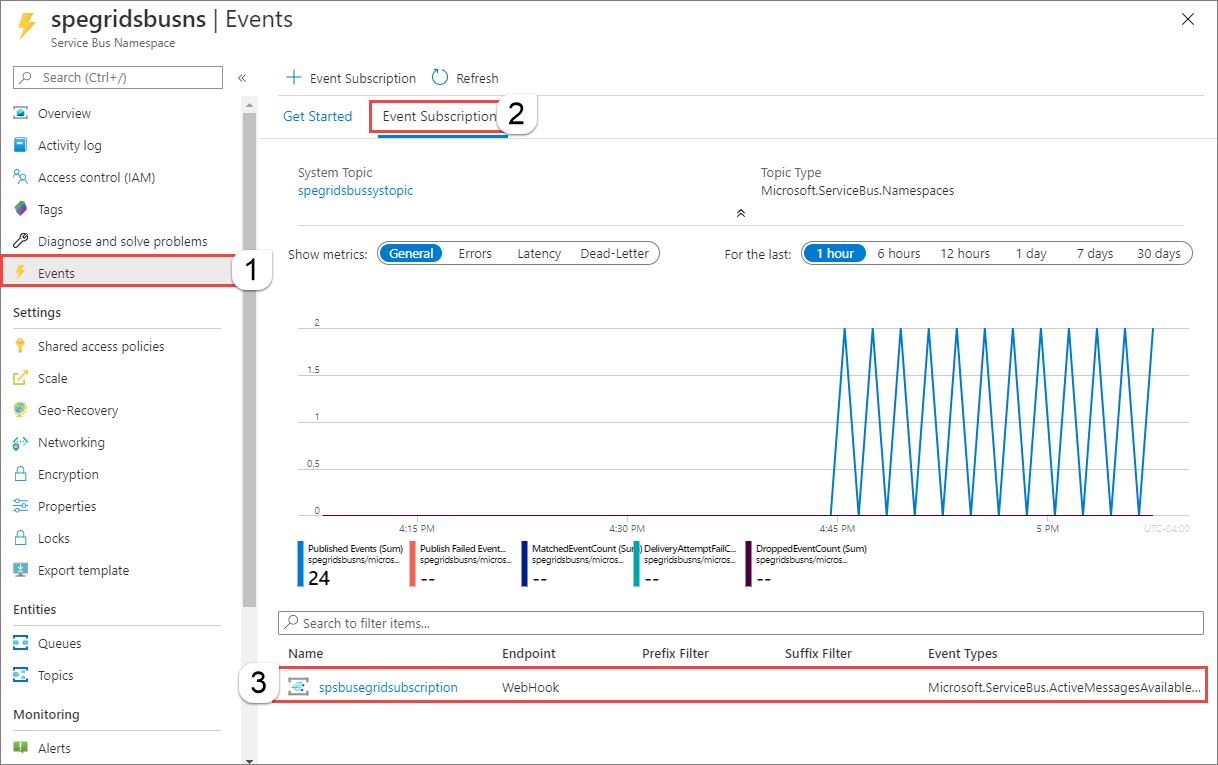 spegridsbusns | Events
Service Bus Namespace
Search (Ctrl+/)
«
Overview
Activity log
Access control (IAM)
Tags
Diagnose and solve problems
Events
1
Settings
Shared access policies
Scale
Geo-Recovery
Networking
Encryption
Properties
Locks
Export template
Entities
Queues
Topics
Monitoring
Alerts
+ Event Subscription Refresh
Get Started Event Subscription 2
System Topic
spegridsbussystopic
Topic Type
Microsoft.ServiceBus.Namespaces
Show metrics: General Errors Latency Dead-Letter
For the last: 1 hour 6 hours 12 hours 1 day 7 days 30 days
2
1.5
1
0.5
0
4:15 PM 4:30 PM 4:45 PM 5 PM UTC-04:00
Published Events (Sum)
spegridsbusns/micros...
24
Publish Failed Event...
spegridsbusns/micros...
--
MatchedEventCount (Sum)
spegridsbusns/micros...
--
DeliveryAttemptFailC...
spegridsbusns/micros...
--
DroppedEventCount (Sum)
spegridsbusns/micros...
--
Search to filter items...
Name Endpoint Prefix Filter Suffix Filter Event Types
3 spsbusegridsubscription WebHook Microsoft.ServiceBus.ActiveMessagesAvailable...